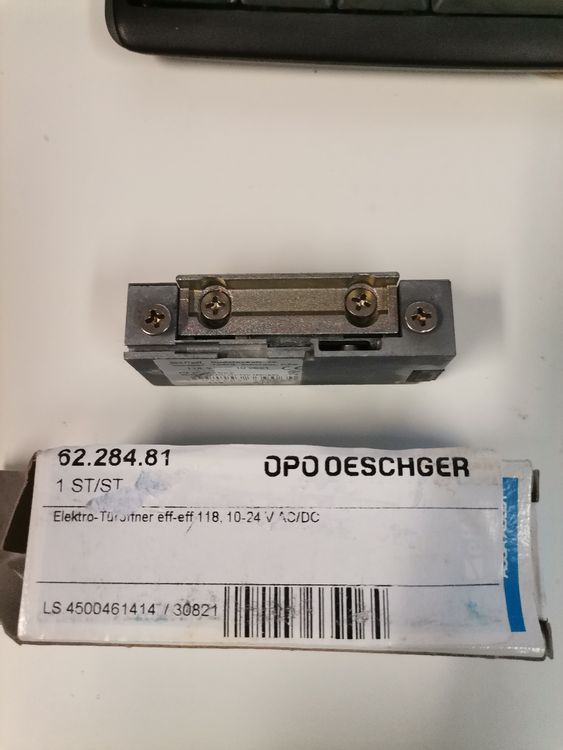 62.284.81
OPO OESCHGER
1 ST/ST
Elektro-Türöffner eff-eff 118, 10-24 V AC/DC
LS 4500461414 / 30821